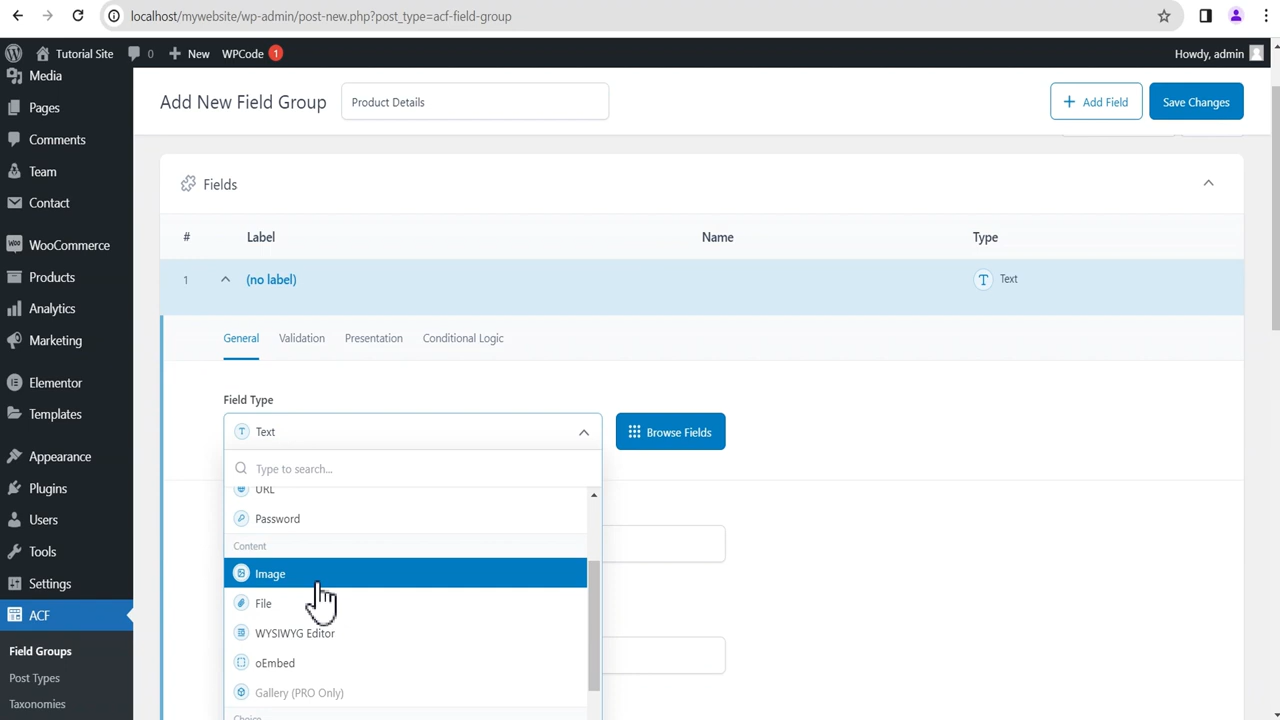 localhost/mywebsite/wp-admin/post-new.php?post_type=acf-field-group
Tutorial Site
0
New
WPCode 1
Howdy, admin
Media
Pages
Comments
Team
Contact
Woo
WooCommerce
Products
Analytics
Marketing
Elementor
Templates
Appearance
Plugins
Users
Tools
Settings
ACF
Field Groups
Post Types
Taxonomies
Add New Field Group
Product Details
+ Add Field
Save Changes
Fields
# Label Name Type
1 (no label) T Text
General Validation Presentation Conditional Logic
Field Type
T Text
Browse Fields
Type to search...
URL
Password
Content
Image
File
WYSIWYG Editor
oEmbed
Gallery (PRO Only)
Choice